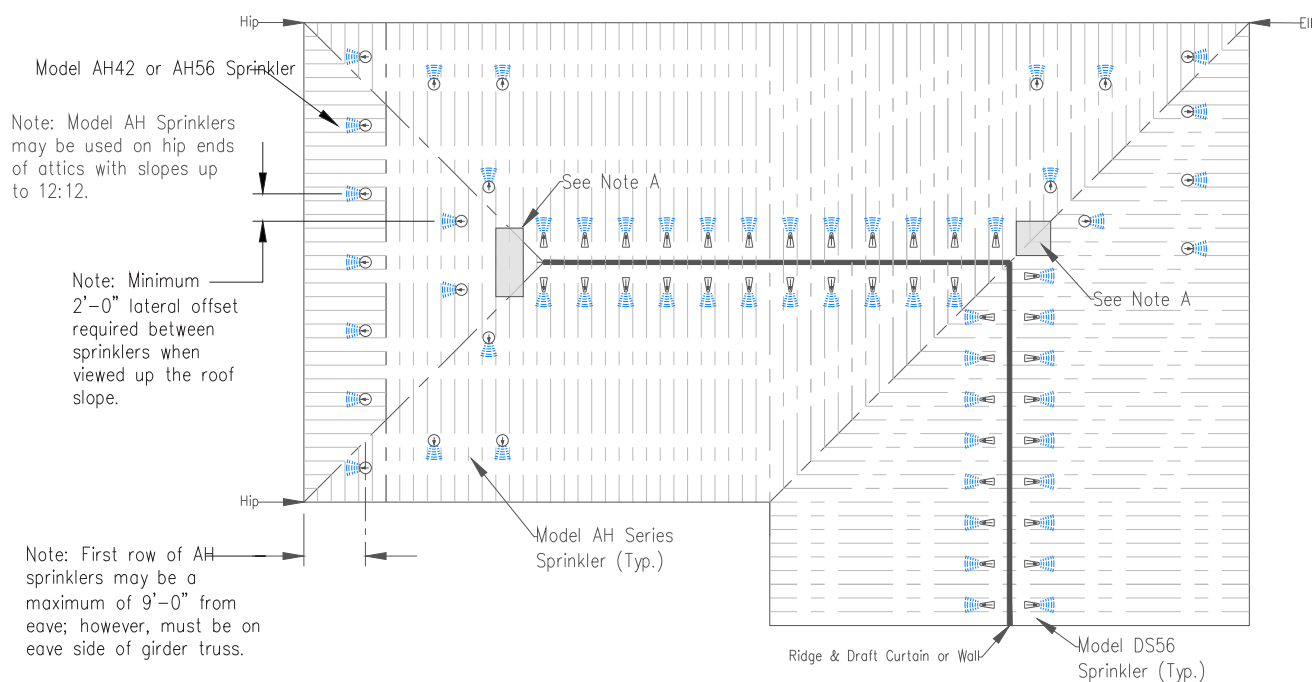 Hip
Model AH42 or AH56 Sprinkler
Note: Model AH Sprinklers
may be used on hip ends
of attics with slopes up
to 12:12.
See Note A
Note: Minimum
2'-0" lateral offset
required between
sprinklers when
viewed up the roof
slope.
See Note A
Hip
Model AH Series
Sprinkler (Typ.)
Note: First row of AH
sprinklers may be a
maximum of 9'-0" from
eave; however, must be on
eave side of girder truss.
Ridge & Draft Curtain or Wall
Model DS56
Sprinkler (Typ.)